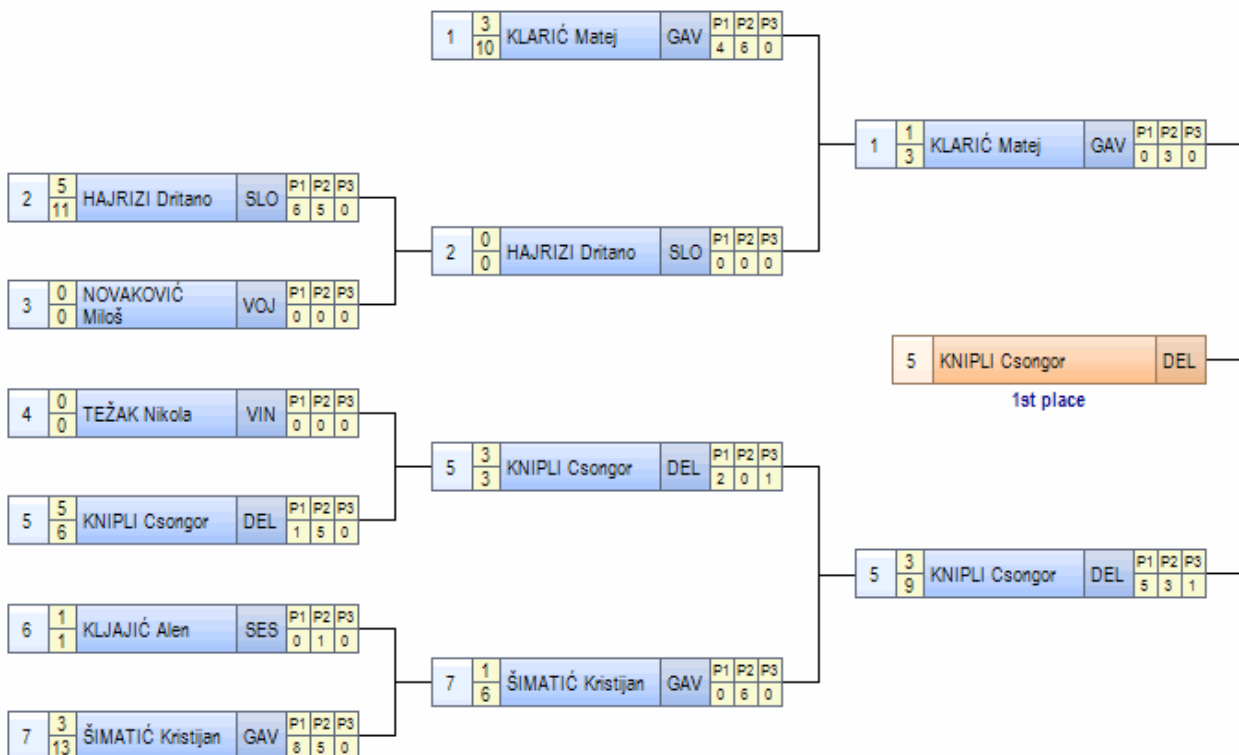 1 3 10 KLARIĆ Matej GAV P1 P2 P3 4 6 0
1 1 3 KLARIĆ Matej GAV P1 P2 P3 0 3 0
2 5 11 HAJRIZI Dritano SLO P1 P2 P3 6 5 0
2 0 0 HAJRIZI Dritano SLO P1 P2 P3 0 0 0
3 0 0 NOVAKOVIĆ
Miloš VOJ P1 P2 P3 0 0 0
5 KNIPLI Csongor DEL
1st place
4 0 0 TEŽAK Nikola VIN P1 P2 P3 0 0 0
5 3 3 KNIPLI Csongor DEL P1 P2 P3 2 0 1
5 5 6 KNIPLI Csongor DEL P1 P2 P3 1 5 0
5 3 9 KNIPLI Csongor DEL P1 P2 P3 5 3 1
6 1 1 KLJAJIĆ Alen SES P1 P2 P3 0 1 0
7 1 6 ŠIMATIĆ Kristijan GAV P1 P2 P3 0 6 0
7 3 13 ŠIMATIĆ Kristijan GAV P1 P2 P3 8 5 0